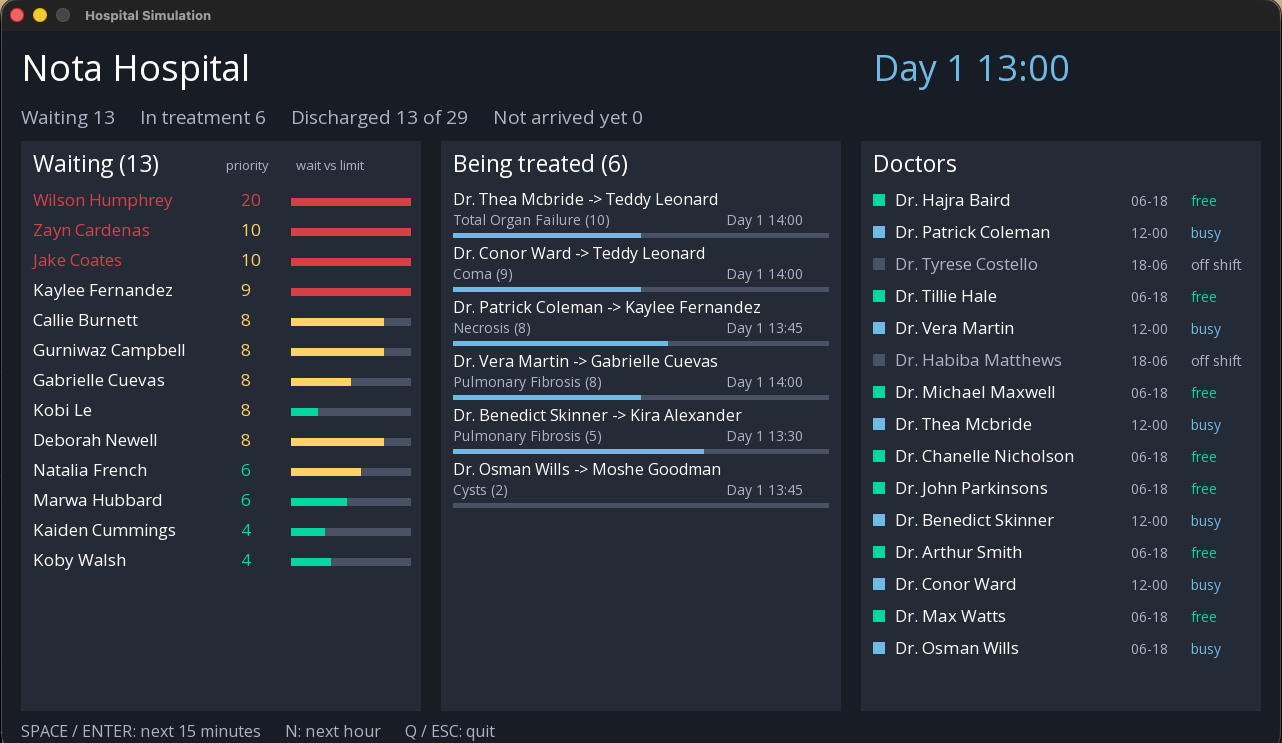 Hospital Simulation
Nota Hospital
Day 1 13:00
Waiting 13 In treatment 6 Discharged 13 of 29 Not arrived yet 0
Waiting (13) priority wait vs limit
Wilson Humphrey 20
Zayn Cardenas 10
Jake Coates 10
Kaylee Fernandez 9
Callie Burnett 8
Gurniwaz Campbell 8
Gabrielle Cuevas 8
Kobi Le 8
Deborah Newell 8
Natalia French 6
Marwa Hubbard 6
Kaiden Cummings 4
Koby Walsh 4
Being treated (6)
Dr. Thea Mcbride -> Teddy Leonard
Total Organ Failure (10) Day 1 14:00
Dr. Conor Ward -> Teddy Leonard
Coma (9) Day 1 14:00
Dr. Patrick Coleman -> Kaylee Fernandez
Necrosis (8) Day 1 13:45
Dr. Vera Martin -> Gabrielle Cuevas
Pulmonary Fibrosis (8) Day 1 14:00
Dr. Benedict Skinner -> Kira Alexander
Pulmonary Fibrosis (5) Day 1 13:30
Dr. Osman Wills -> Moshe Goodman
Cysts (2) Day 1 13:45
Doctors
Dr. Hajra Baird 06-18 free
Dr. Patrick Coleman 12-00 busy
Dr. Tyrese Costello 18-06 off shift
Dr. Tillie Hale 06-18 free
Dr. Vera Martin 12-00 busy
Dr. Habiba Matthews 18-06 off shift
Dr. Michael Maxwell 06-18 free
Dr. Thea Mcbride 12-00 busy
Dr. Chanelle Nicholson 06-18 free
Dr. John Parkinsons 06-18 free
Dr. Benedict Skinner 12-00 busy
Dr. Arthur Smith 06-18 free
Dr. Conor Ward 12-00 busy
Dr. Max Watts 06-18 free
Dr. Osman Wills 12-00 busy
SPACE / ENTER: next 15 minutes N: next hour Q / ESC: quit